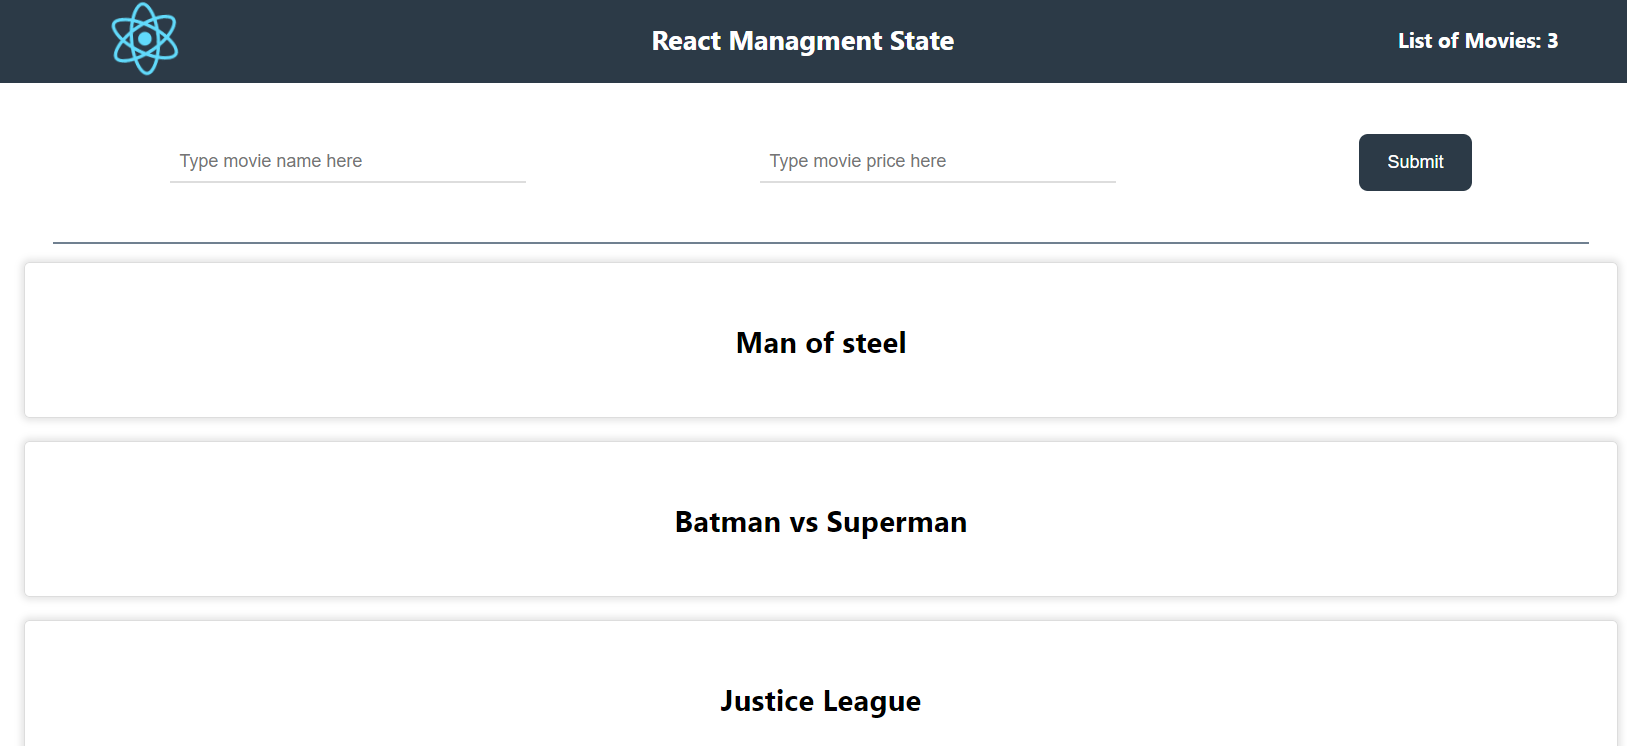 React Managment State
List of Movies: 3
Type movie name here
Type movie price here
Submit
Man of steel
Batman vs Superman
Justice League